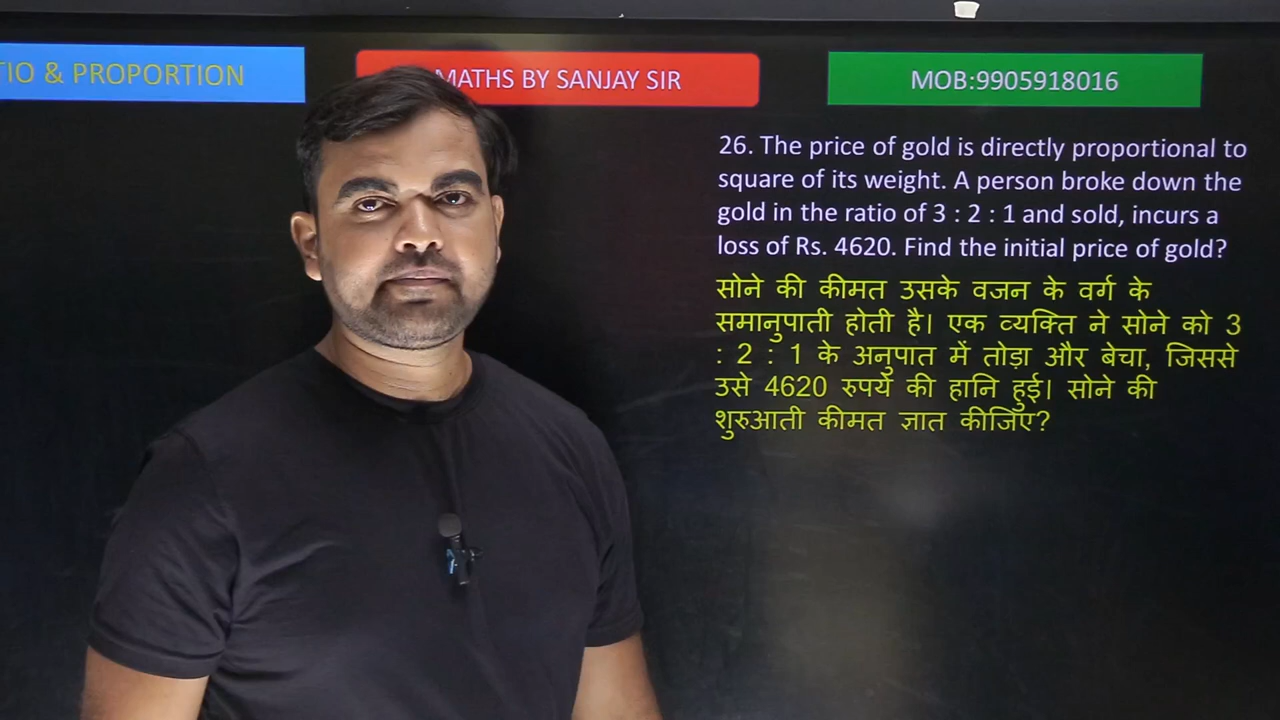 TIO & PROPORTION
MATHS BY SANJAY SIR
MOB:9905918016
26. The price of gold is directly proportional to
square of its weight. A person broke down the
gold in the ratio of 3 : 2 : 1 and sold, incurs a
loss of Rs. 4620. Find the initial price of gold?
सोने की कीमत उसके वजन के वर्ग के
समानुपाती होती है। एक व्यक्ति ने सोने को 3
: 2 : 1 के अनुपात में तोड़ा और बेचा, जिससे
उसे 4620 रुपये की हानि हुई। सोने की
शुरुआती कीमत ज्ञात कीजिए?